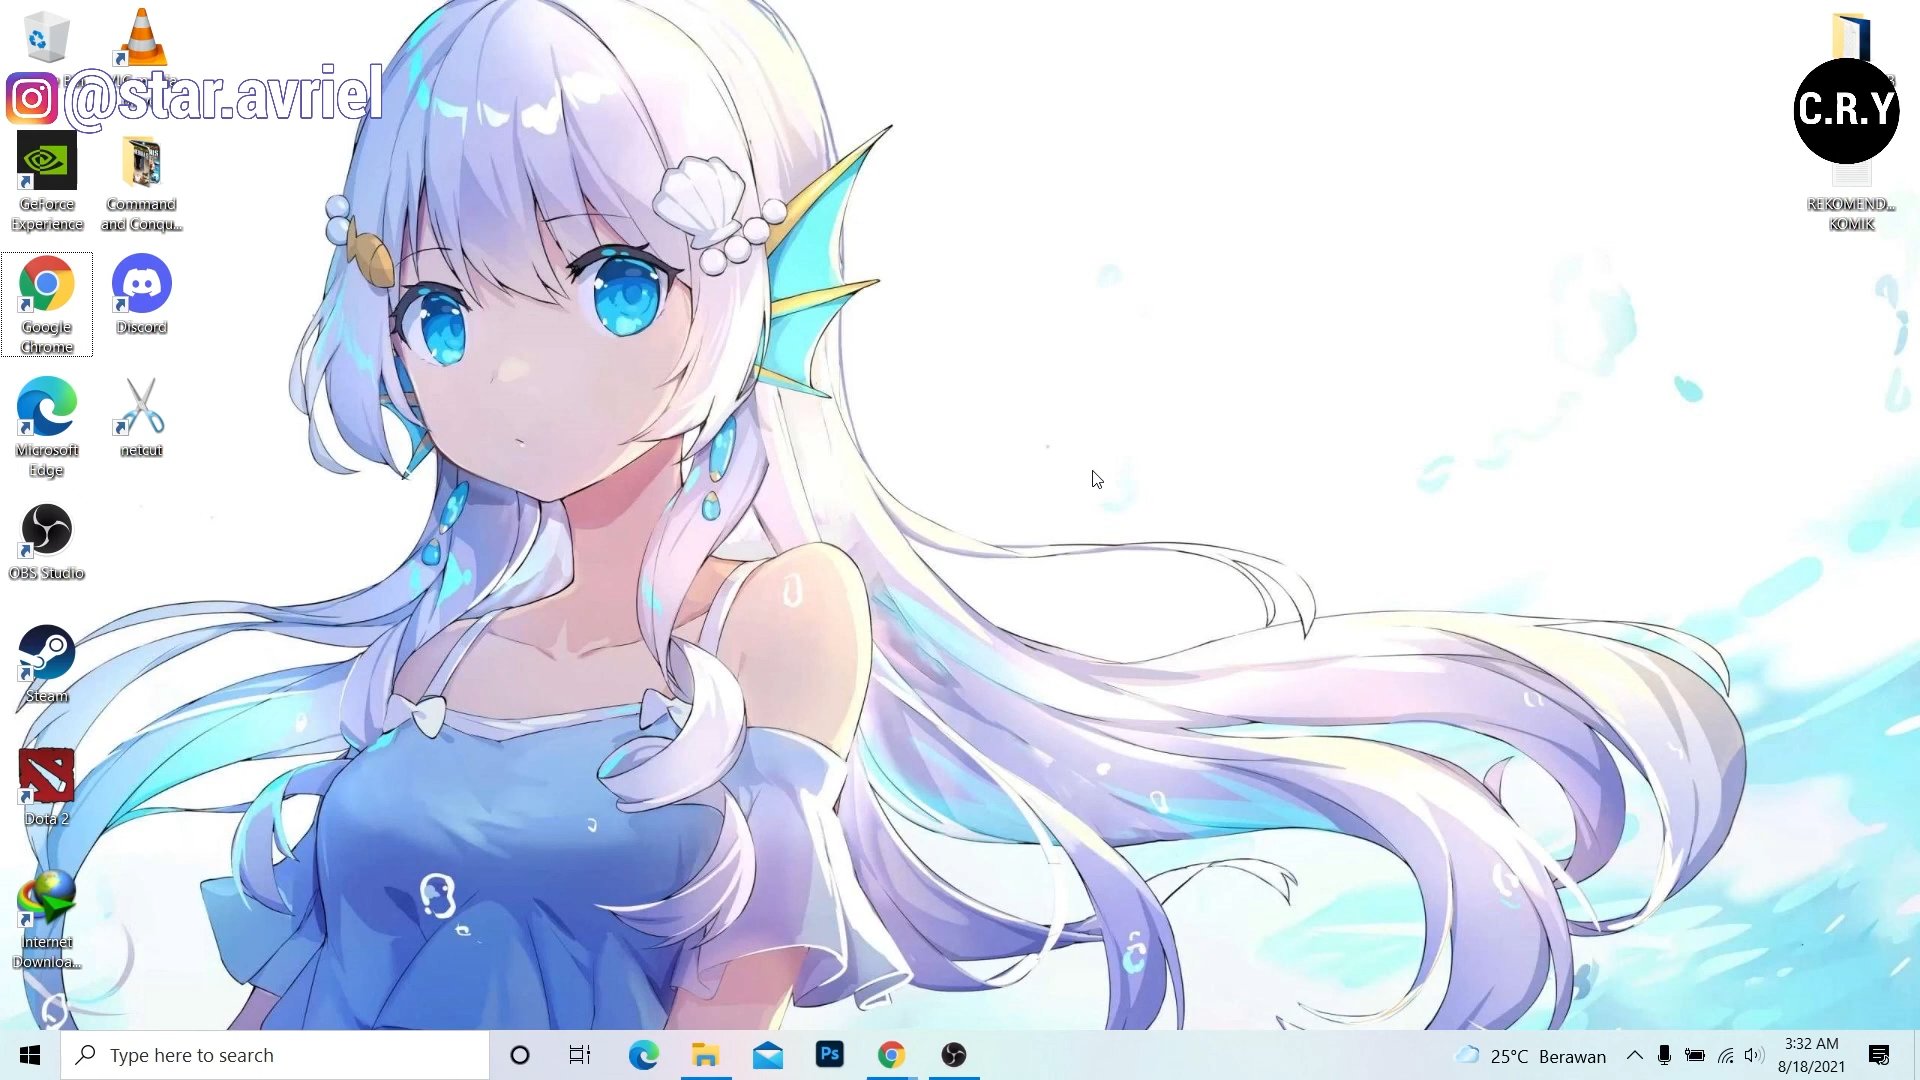 @star.avriel
C.R.Y
GeForce
Experience
Command
and Conqu...
REKOMEND...
KOMIK
Google
Chrome
Discord
Microsoft
Edge
netcut
OBS Studio
Steam
Dota 2
Internet
Downloa...
Type here to search
Ps
25°C Berawan
3:32 AM
8/18/2021